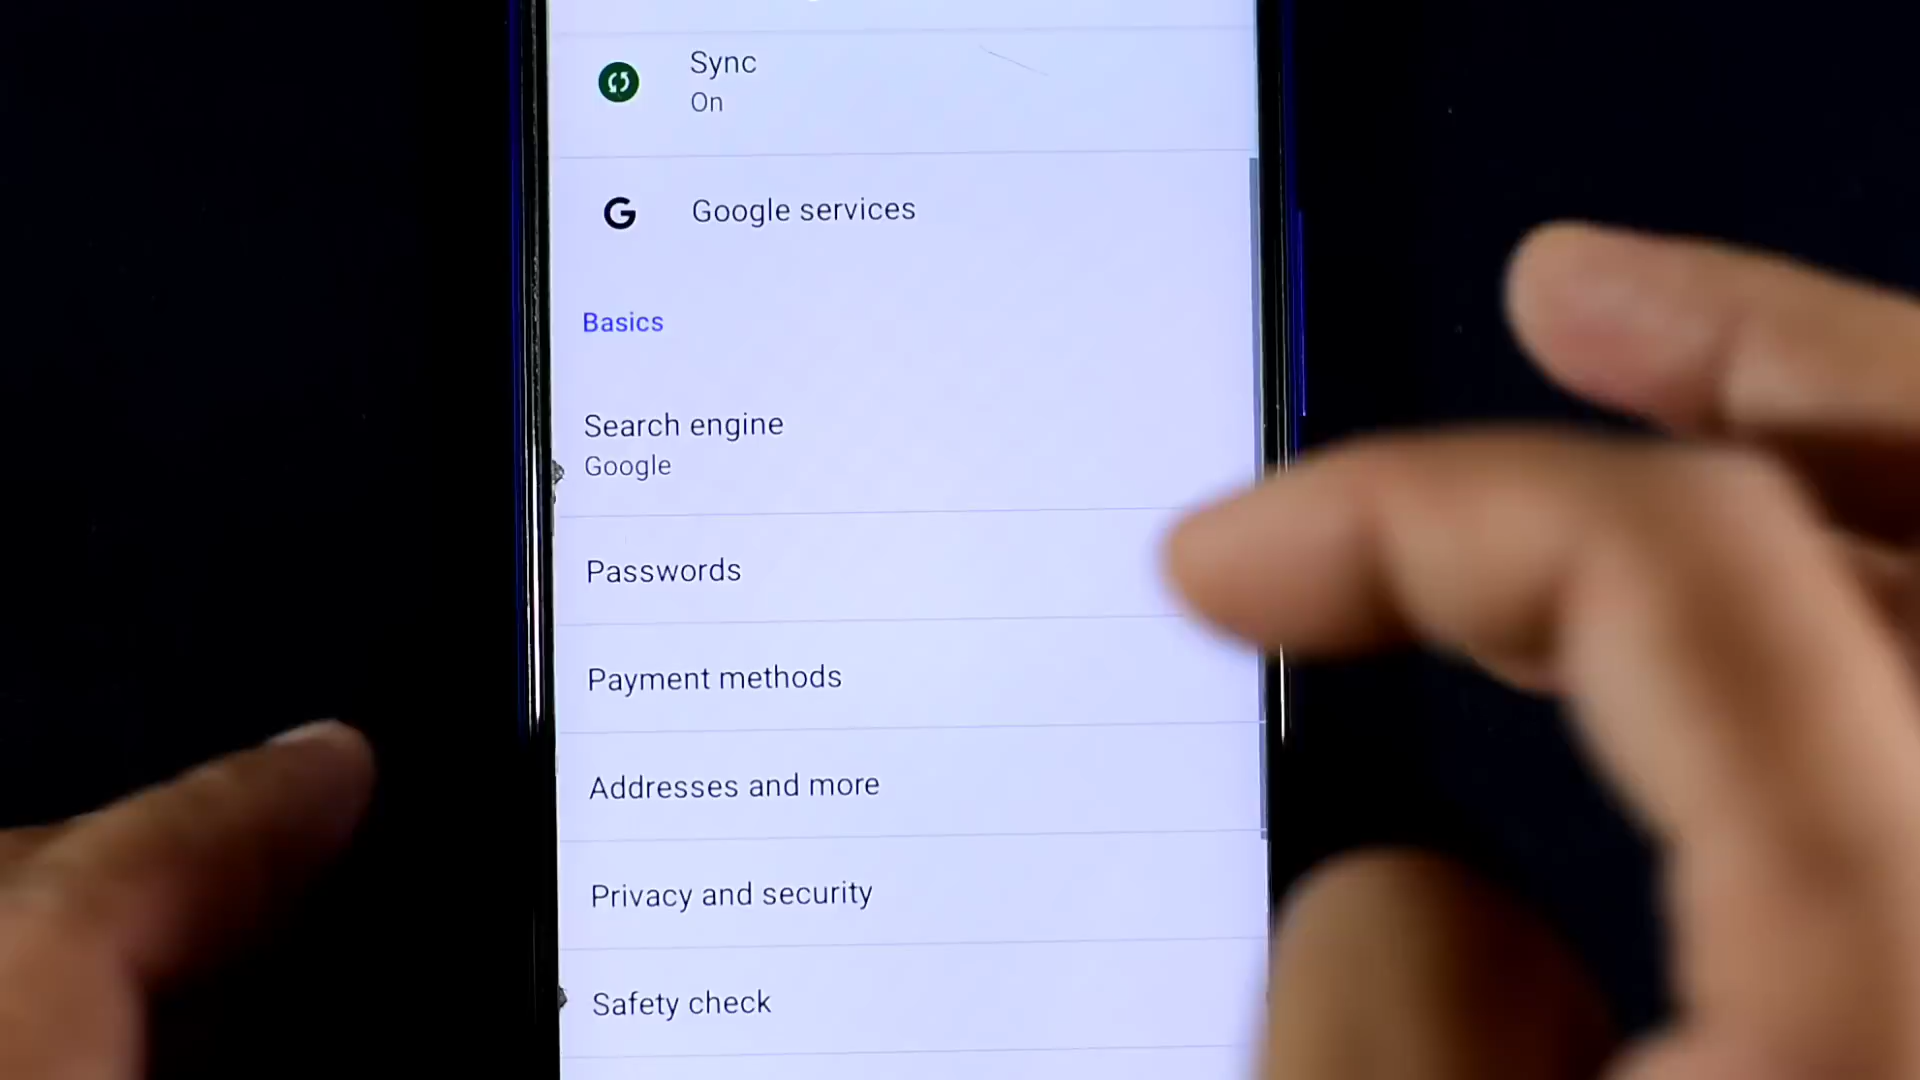 Sync
On
G
Google services
Basics
Search engine
Google
Passwords
Payment methods
Addresses and more
Privacy and security
Safety check